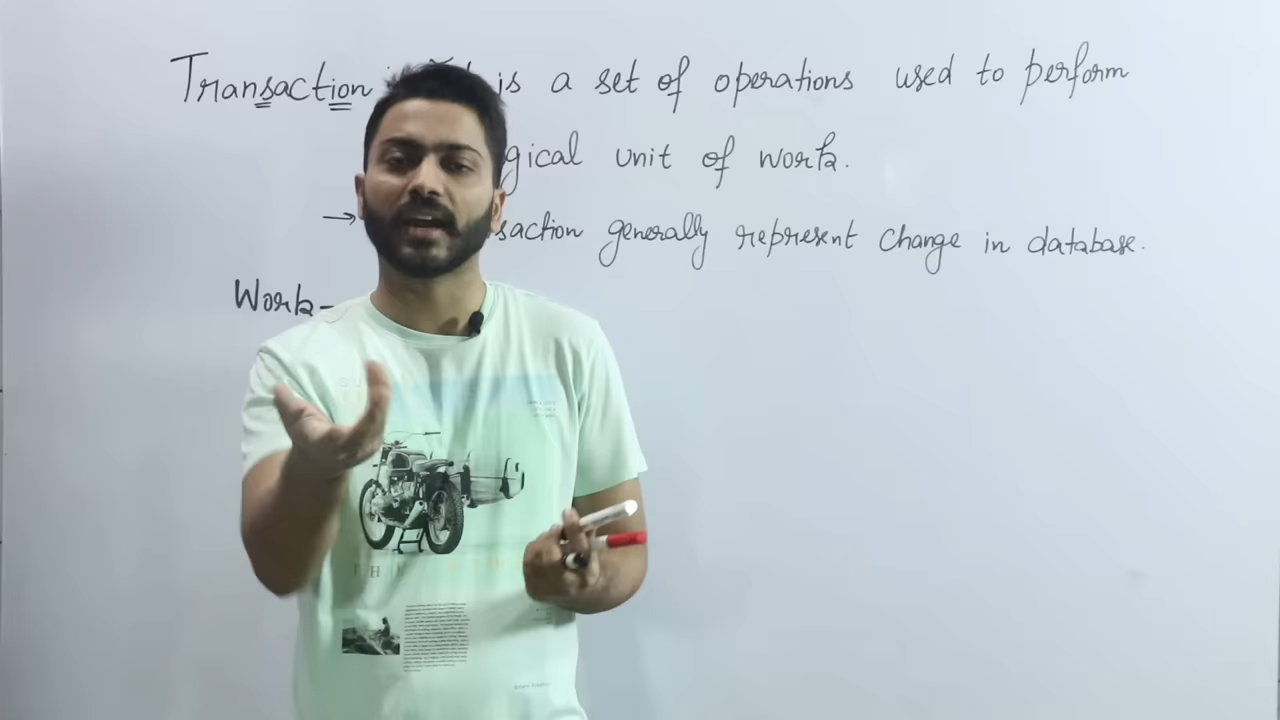 Transaction is a set of operations used to perform
gical unit of work.
→ saction generally represent change in database.
Work-